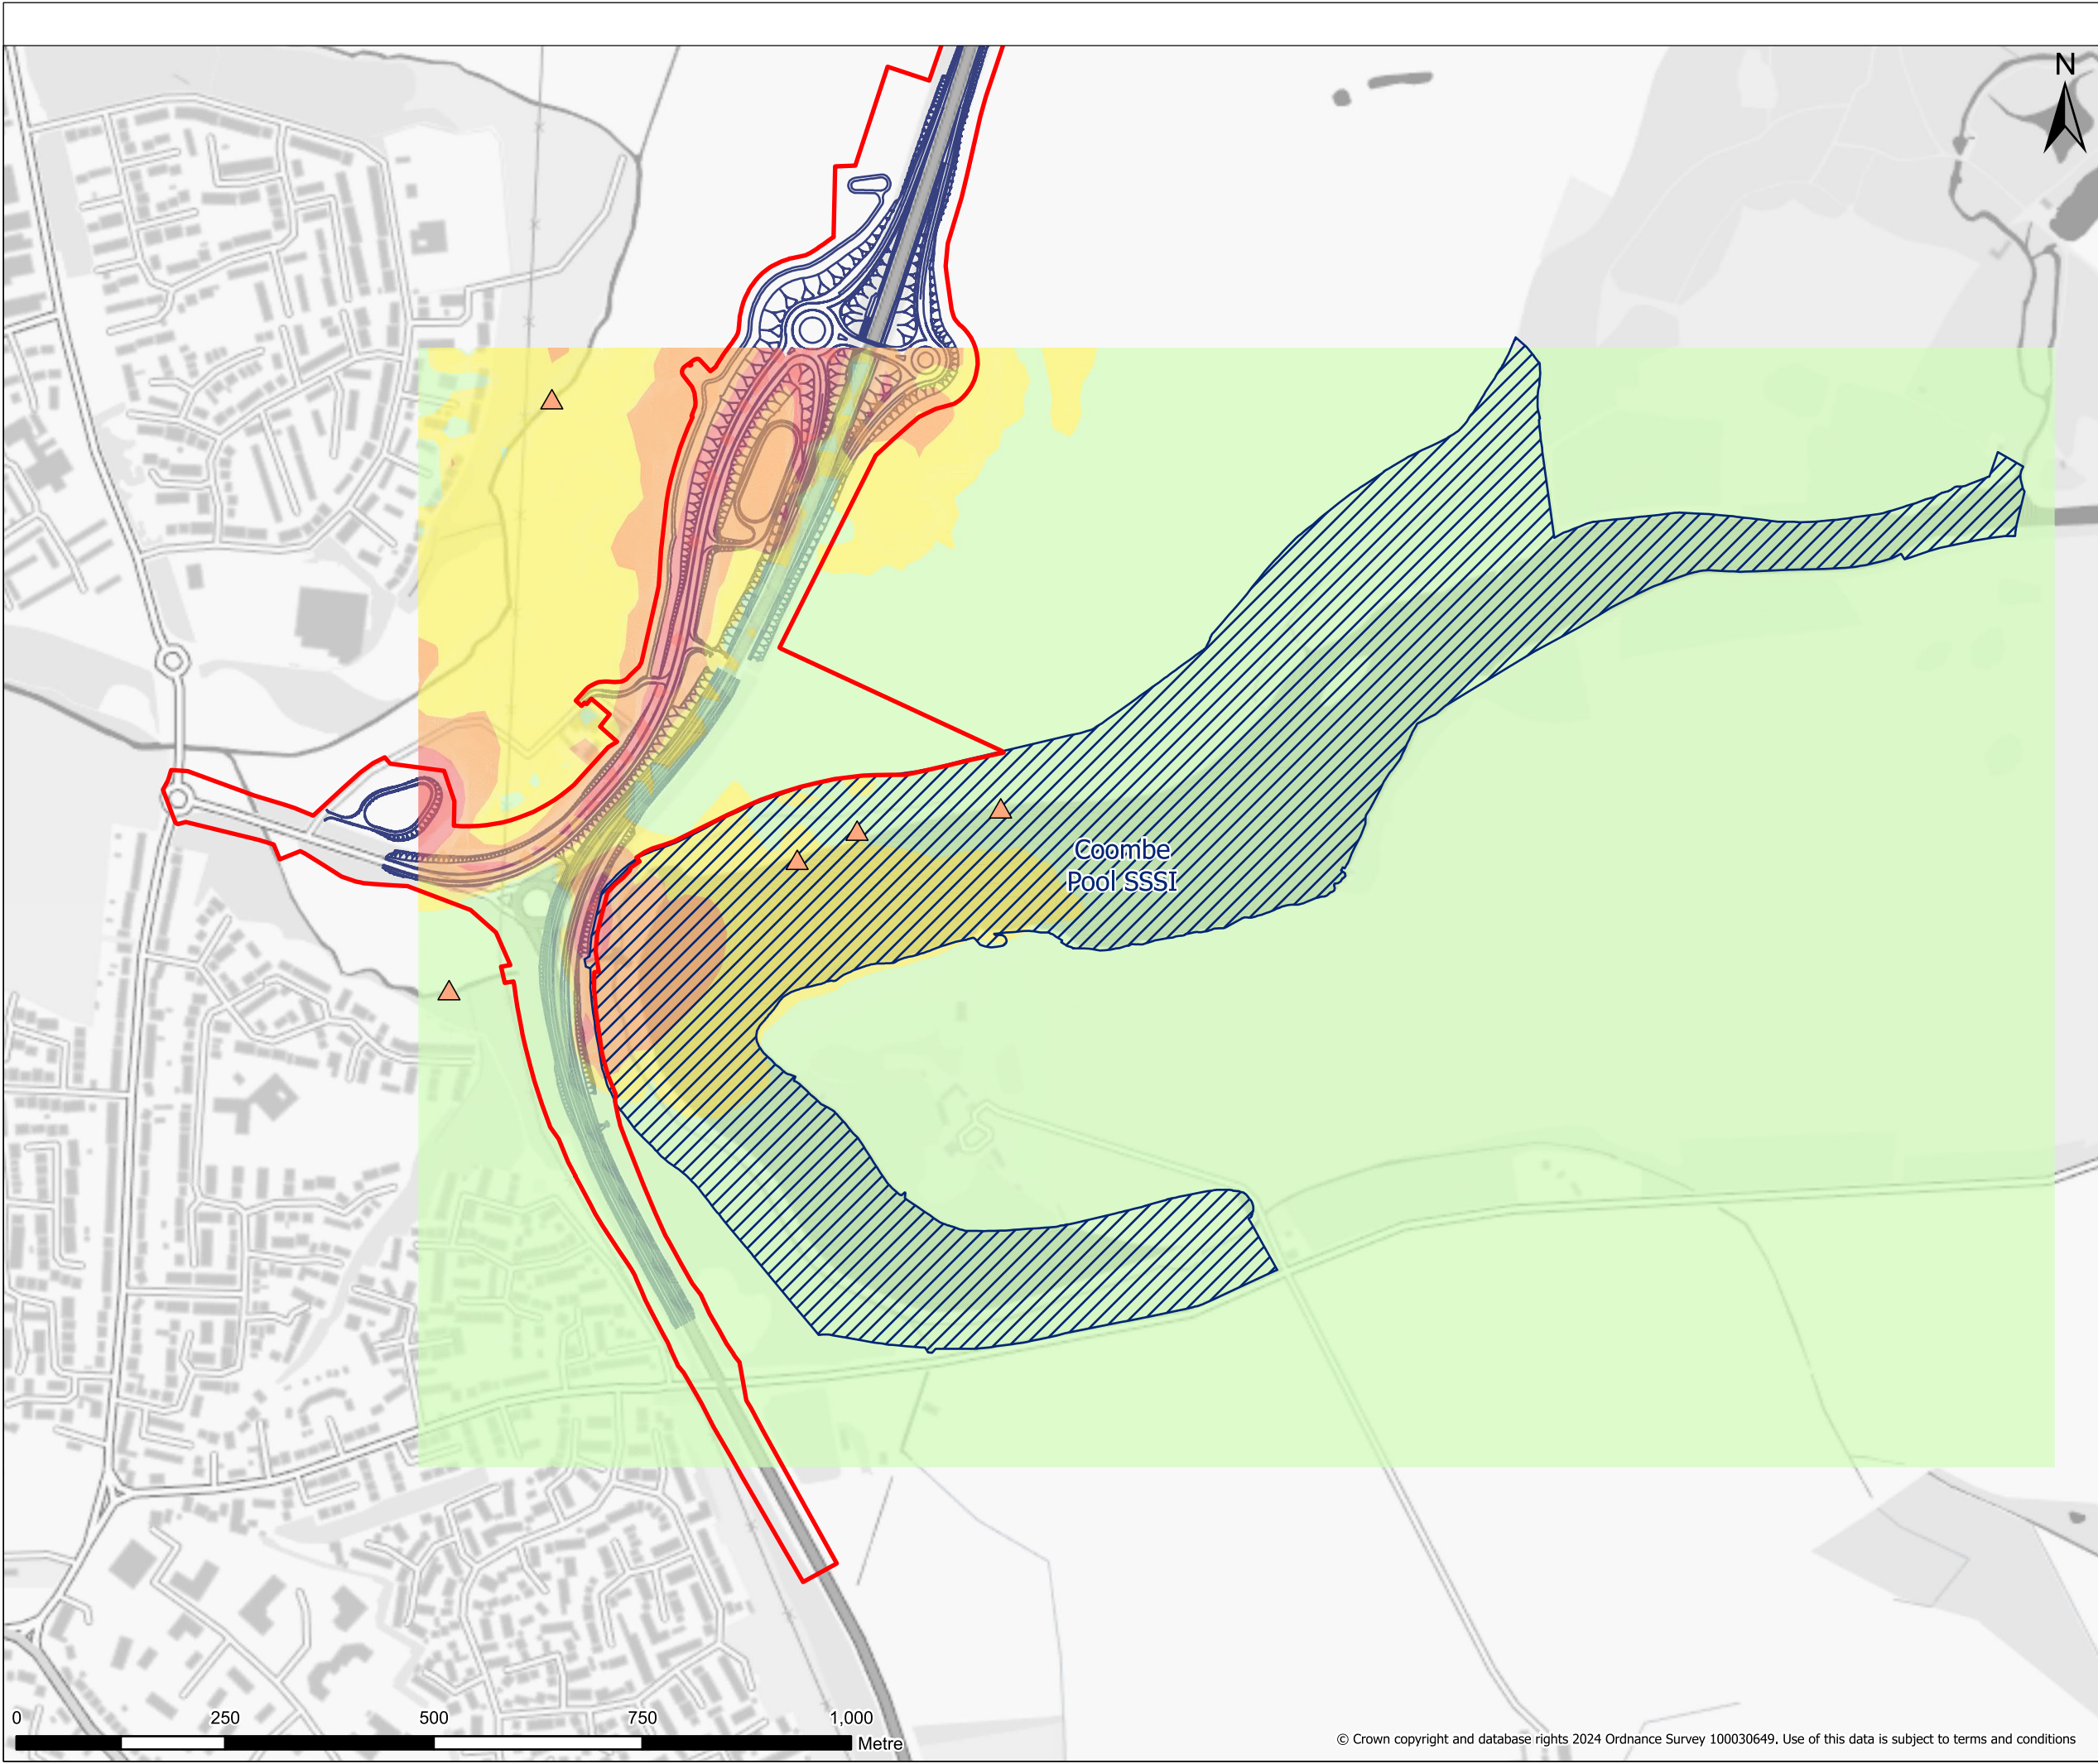 N
Coombe
Pool SSSI
0 250 500 750 1,000
Metre
© Crown copyright and database rights 2024 Ordnance Survey 100030649. Use of this data is subject to terms and conditions